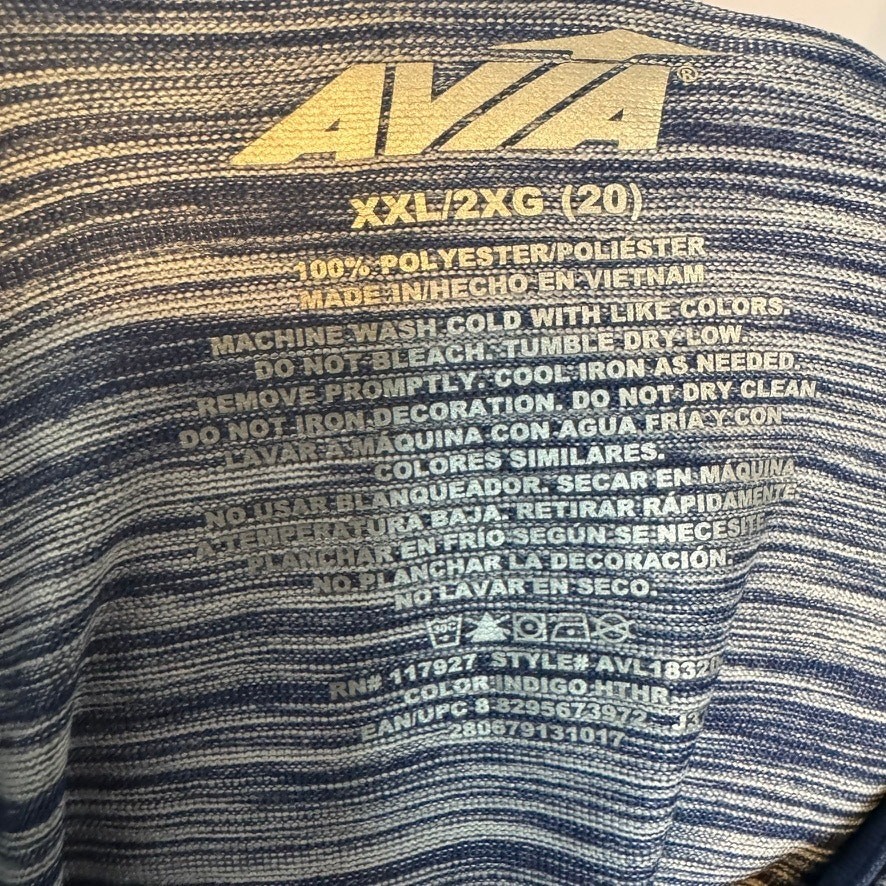 AVIA®
XXL/2XG (20)
100% POLYESTER/POLIÉSTER
MADE IN/HECHO EN VIETNAM
MACHINE WASH COLD WITH LIKE COLORS.
DO NOT BLEACH. TUMBLE DRY LOW.
REMOVE PROMPTLY. COOL IRON AS NEEDED.
DO NOT IRON DECORATION. DO NOT DRY CLEAN.
LAVAR A MÁQUINA CON AGUA FRÍA Y CON
COLORES SIMILARES.
NO USAR BLANQUEADOR. SECAR EN MÁQUINA
A TEMPERATURA BAJA. RETIRAR RÁPIDAMENTE.
PLANCHAR EN FRÍO SEGÚN SE NECESITE.
NO PLANCHAR LA DECORACIÓN.
NO LAVAR EN SECO.
RN# 117927 STYLE#
COLOR:INDIGO HTHR
EAN/UPC 8 8295673972
280679131017